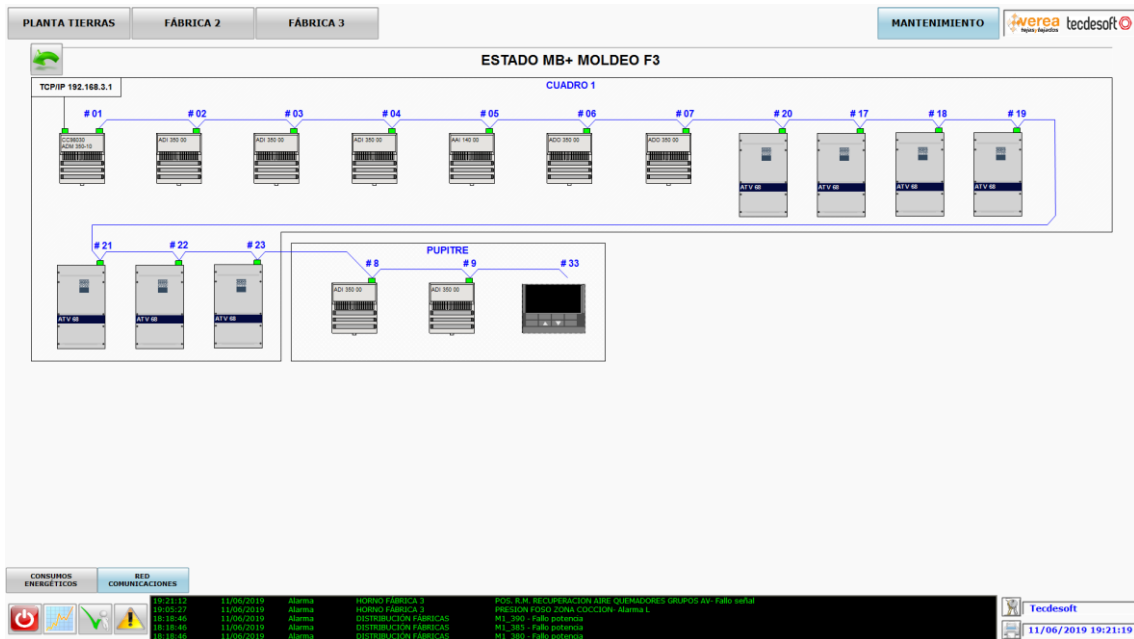 PLANTA TIERRAS
FÁBRICA 2
FÁBRICA 3
MANTENIMIENTO
verea
tejas y tejados
tecdesoft
ESTADO MB+ MOLDEO F3
TCP/IP 192.168.3.1
CUADRO 1
# 01 # 02 # 03 # 04 # 05 # 06 # 07 # 20 # 17 # 18 # 19
CC98030
ADM 350-10
ADI 350 00
ADI 350 00
ADI 350 00
AAI 140 00
ADO 350 00
ADO 350 00
ATV 68
ATV 68
ATV 68
ATV 68
# 21 # 22 # 23
ATV 68
ATV 68
ATV 68
PUPITRE
# 8 # 9 # 33
ADI 350 00
ADI 350 00
CONSUMOS
ENERGÉTICOS
RED
COMUNICACIONES
19:21:12 11/06/2019 Alarma HORNO FÁBRICA 3 POS. R.M. RECUPERACION AIRE QUEMADORES GRUPOS AV- Fallo señal
19:05:27 11/06/2019 Alarma HORNO FÁBRICA 3 PRESION FOSO ZONA COCCION- Alarma L
18:18:46 11/06/2019 Alarma DISTRIBUCIÓN FÁBRICAS M1_390 - Fallo potencia
18:18:46 11/06/2019 Alarma DISTRIBUCIÓN FÁBRICAS M1_385 - Fallo potencia
18:18:46 11/06/2019 Alarma DISTRIBUCIÓN FÁBRICAS M1_380 - Fallo potencia
Tecdesoft
11/06/2019 19:21:19